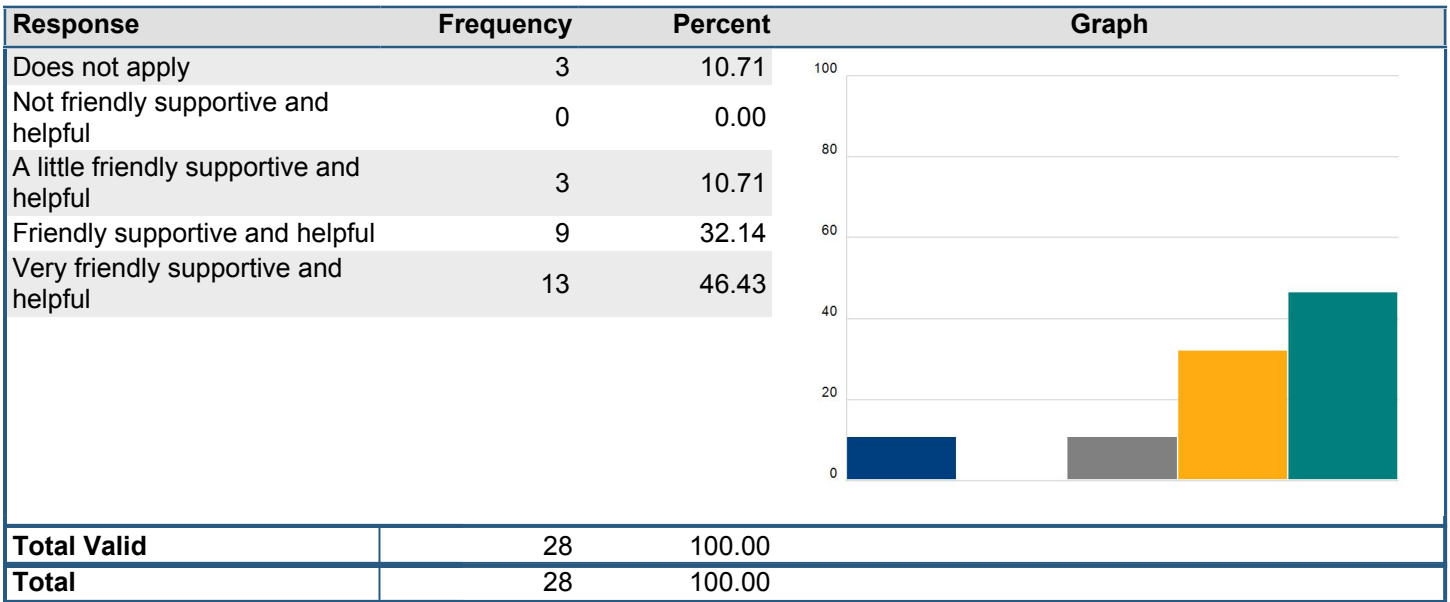 Response Frequency Percent Graph
Does not apply 3 10.71
Not friendly supportive and
helpful 0 0.00
A little friendly supportive and
helpful 3 10.71
Friendly supportive and helpful 9 32.14
Very friendly supportive and
helpful 13 46.43
100
80
60
40
20
0
Total Valid 28 100.00
Total 28 100.00